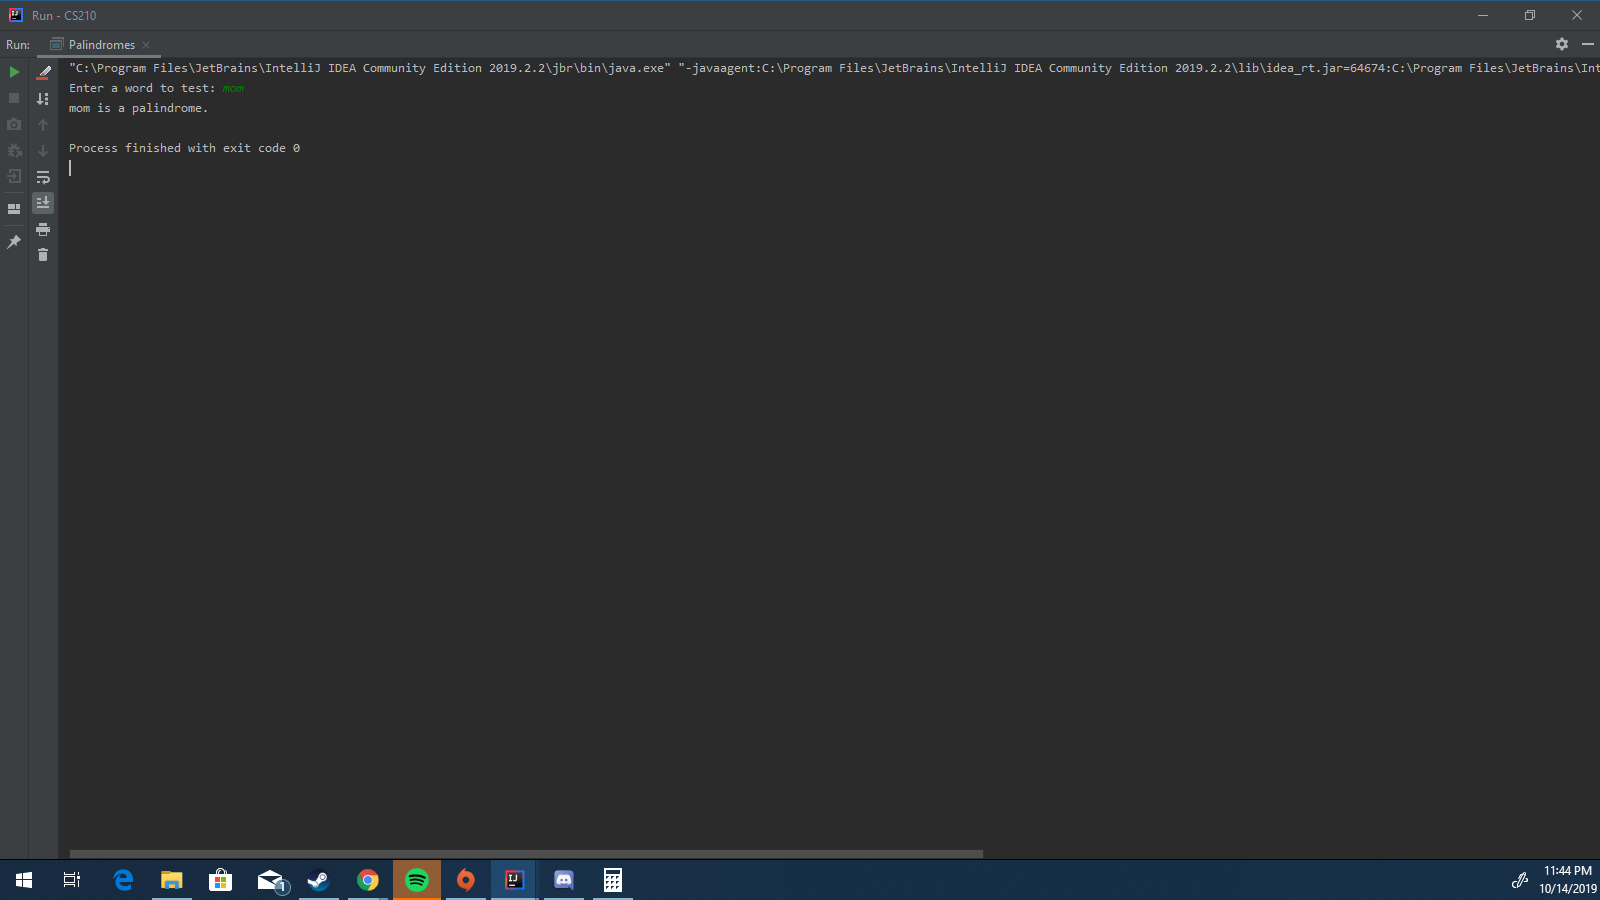 Run - CS210
Run:
Palindromes
"C:\Program Files\JetBrains\IntelliJ IDEA Community Edition 2019.2.2\jbr\bin\java.exe" "-javaagent:C:\Program Files\JetBrains\IntelliJ IDEA Community Edition 2019.2.2\lib\idea_rt.jar=64674:C:\Program Files\JetBrains\Int
Enter a word to test: mom
mom is a palindrome.
Process finished with exit code 0
1
IJ
11:44 PM
10/14/2019